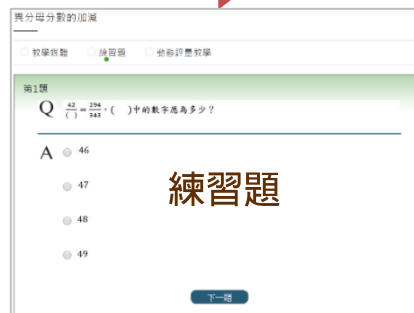 異分母分數的加減
教學媒體 練習題 動態評量教學
第1題
Q 42/( ) = 294/343，( )中的數字應為多少？
A 46
47
練習題
48
49
下一題